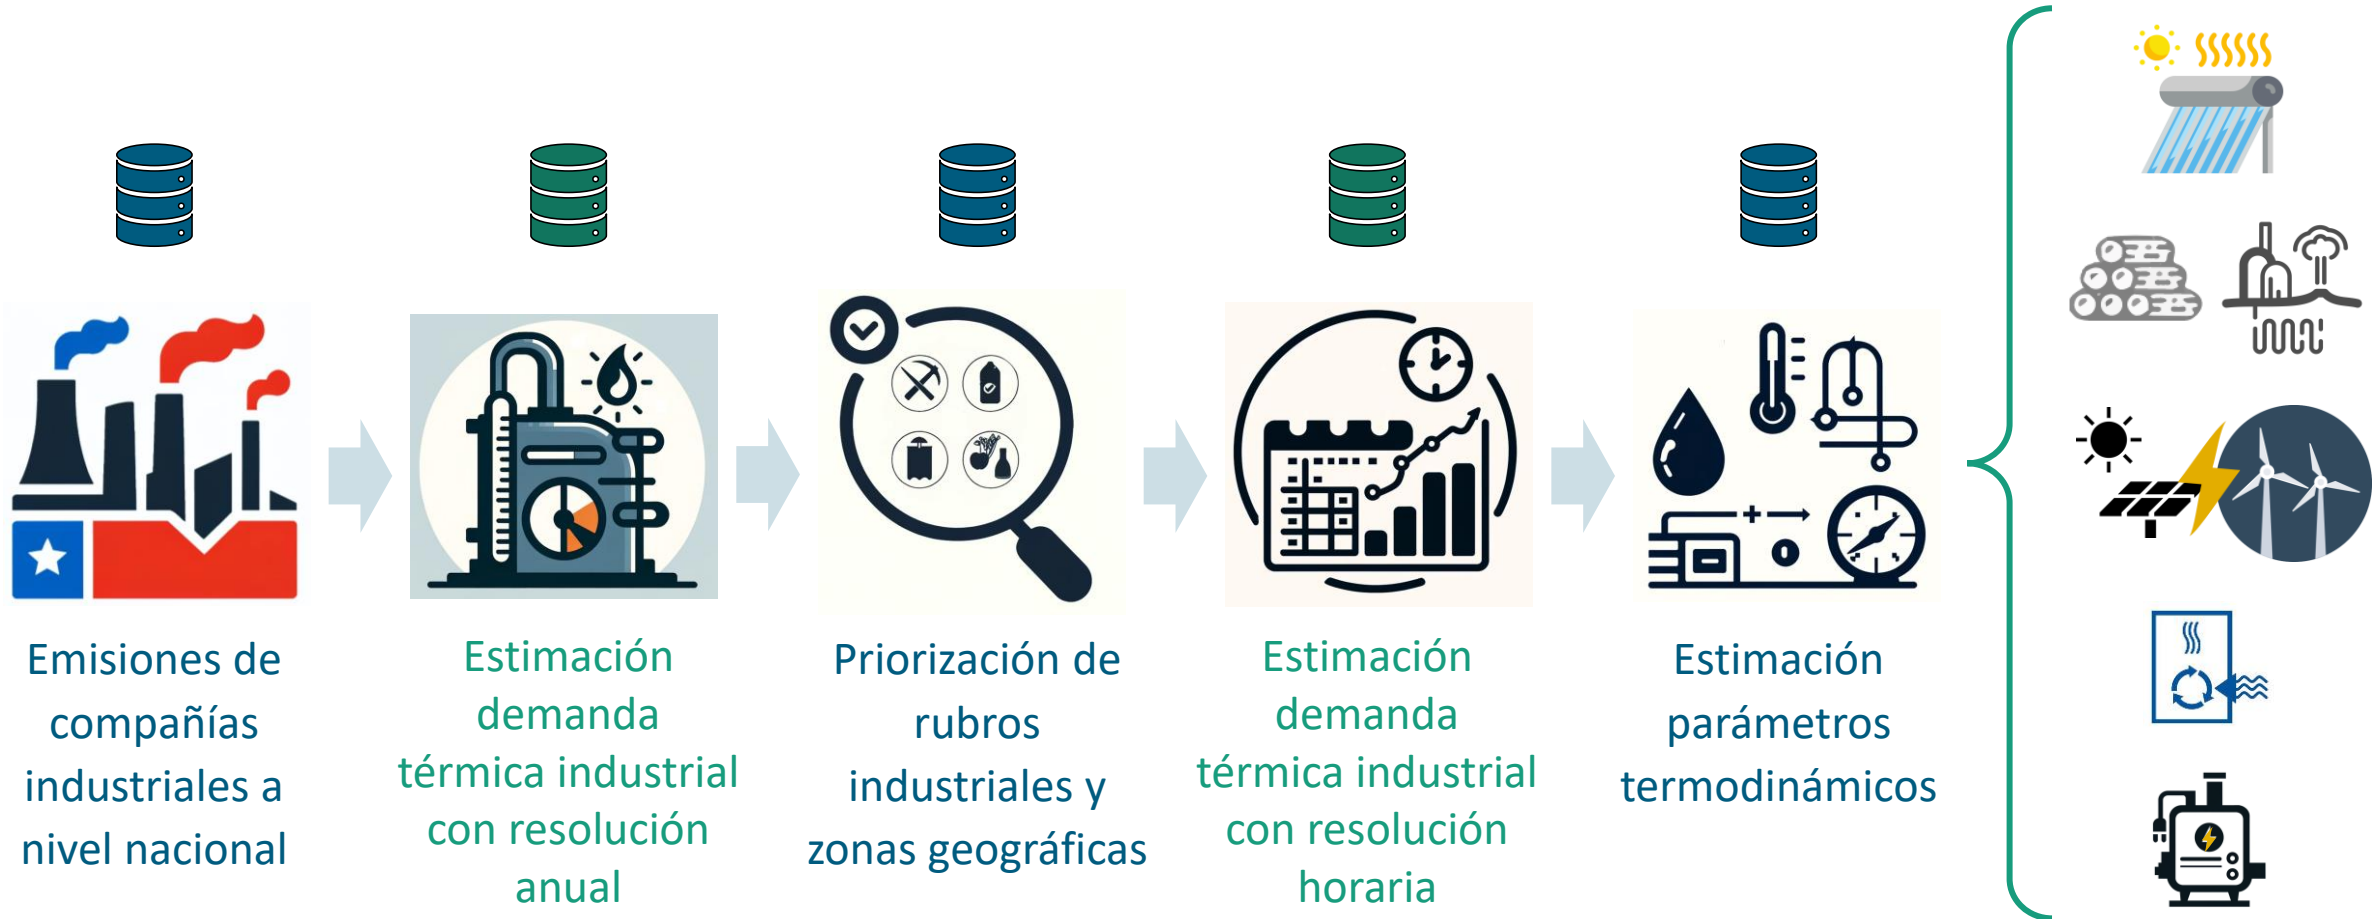 Emisiones de
compañías
industriales a
nivel nacional
Estimación
demanda
térmica industrial
con resolución
anual
Priorización de
rubros
industriales y
zonas geográficas
Estimación
demanda
térmica industrial
con resolución
horaria
Estimación
parámetros
termodinámicos